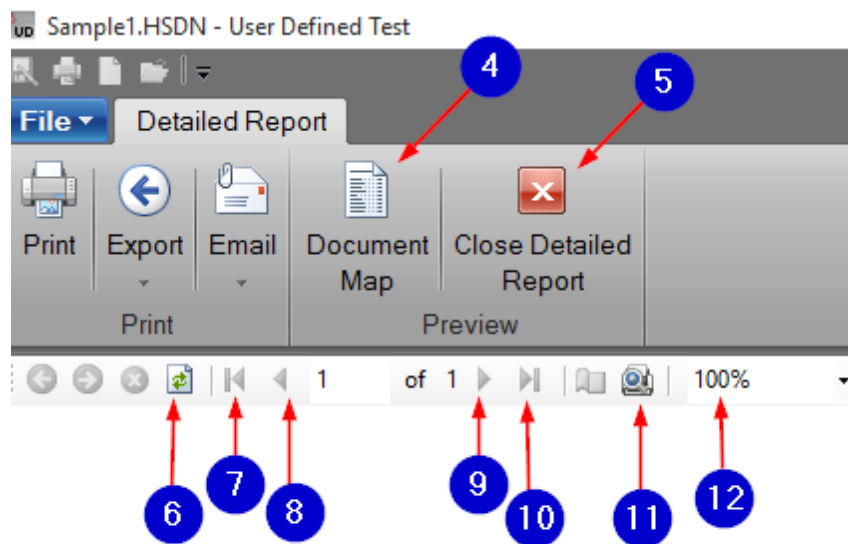 UD Sample1.HSDN - User Defined Test
4
5
File Detailed Report
Print Export Email Document Map Close Detailed Report
Print Preview
1 of 1 100%
6 7 8 9 10 11 12